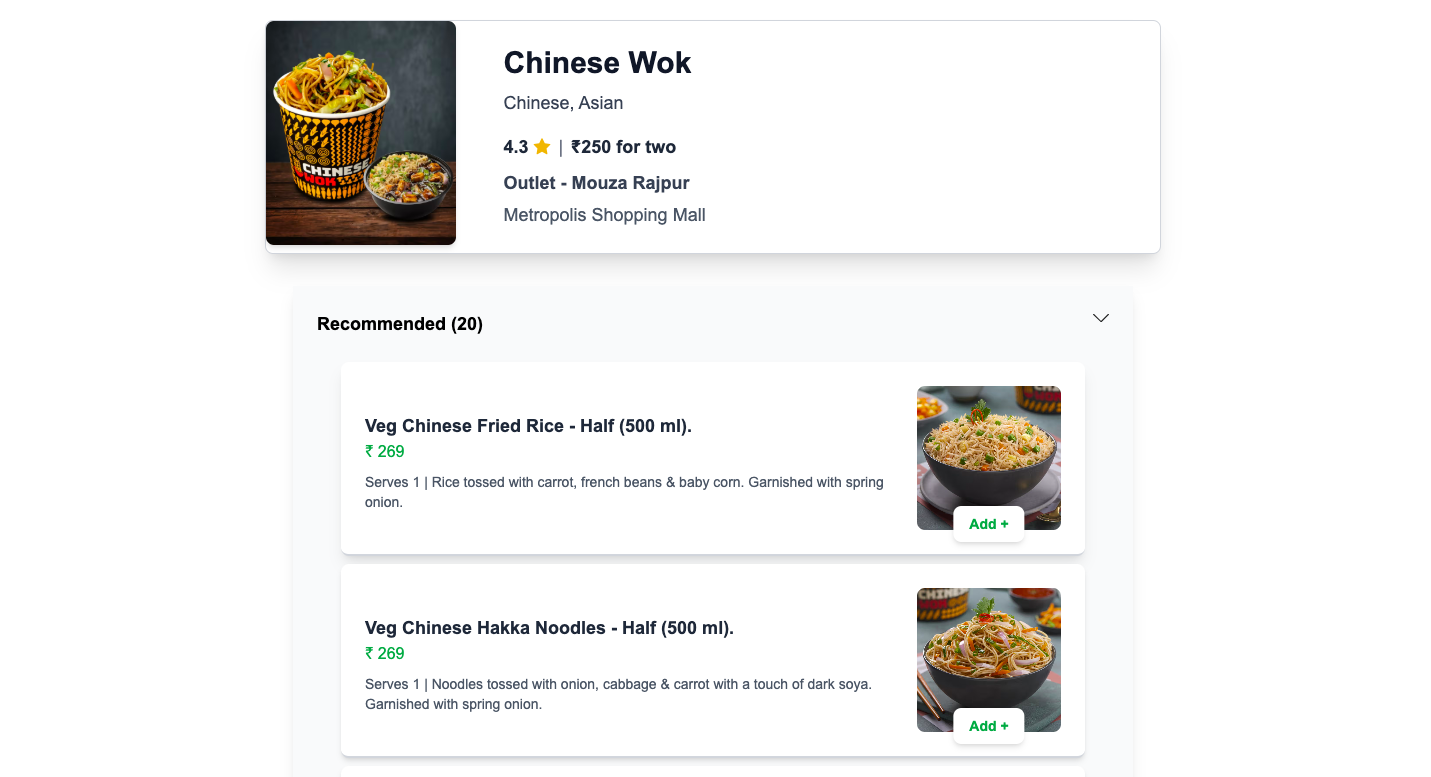 CHINESE
WOK
Chinese Wok
Chinese, Asian
4.3 | ₹250 for two
Outlet - Mouza Rajpur
Metropolis Shopping Mall
Recommended (20)
Veg Chinese Fried Rice - Half (500 ml).
₹ 269
Serves 1 | Rice tossed with carrot, french beans & baby corn. Garnished with spring
onion.
Add +
Veg Chinese Hakka Noodles - Half (500 ml).
₹ 269
Serves 1 | Noodles tossed with onion, cabbage & carrot with a touch of dark soya.
Garnished with spring onion.
Add +